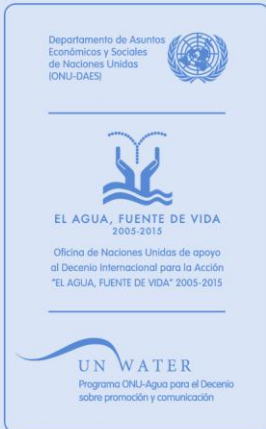 Departamento de Asuntos
Económicos y Sociales
de Naciones Unidas
(ONU-DAES)
EL AGUA, FUENTE DE VIDA
2005-2015
Oficina de Naciones Unidas de apoyo
al Decenio Internacional para la Acción
"EL AGUA, FUENTE DE VIDA" 2005-2015
UN WATER
Programa ONU-Agua para el Decenio
sobre promoción y comunicación